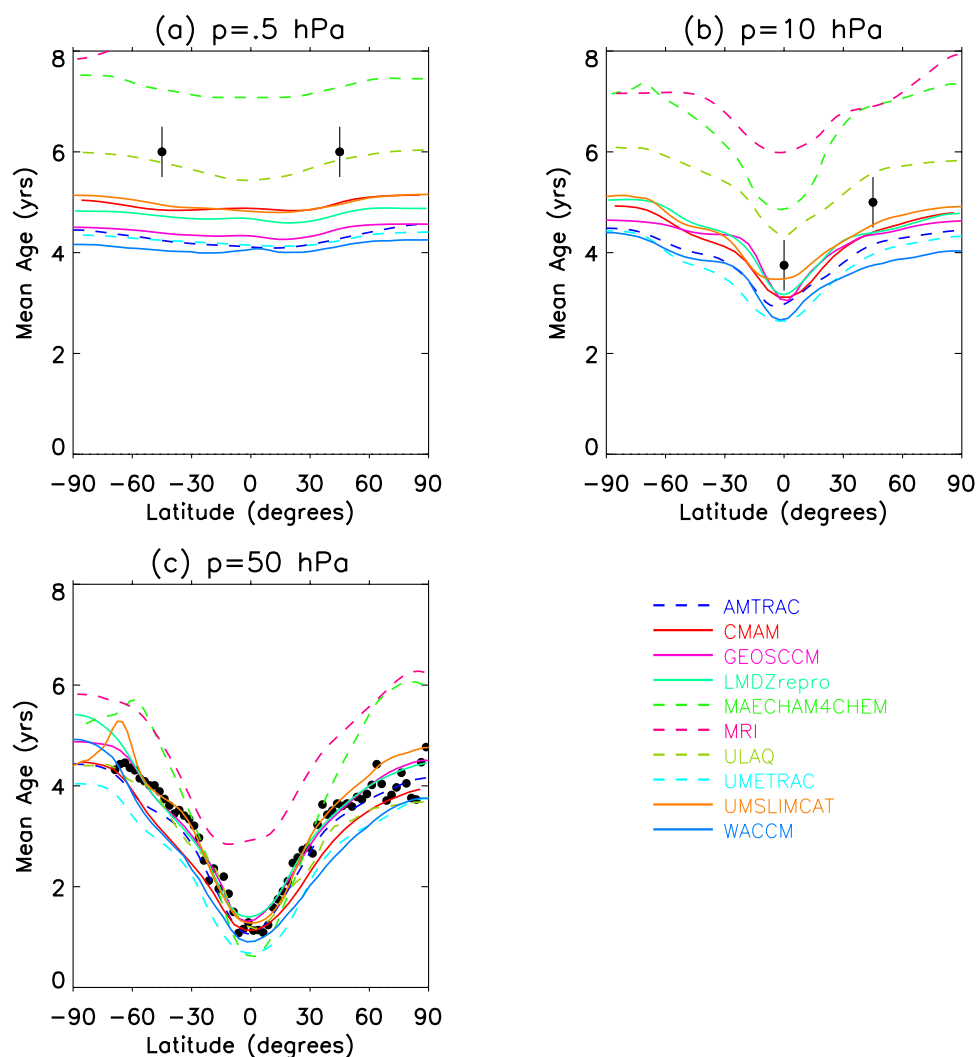 (a) p=.5 hPa
8
6
4
2
0
Mean Age (yrs)
-90 -60 -30 0 30 60 90
Latitude (degrees)
(b) p=10 hPa
8
6
4
2
0
Mean Age (yrs)
-90 -60 -30 0 30 60 90
Latitude (degrees)
(c) p=50 hPa
8
6
4
2
0
Mean Age (yrs)
-90 -60 -30 0 30 60 90
Latitude (degrees)
AMTRAC
CMAM
GEOSCCM
LMDZrepro
MAECHAM4CHEM
MRI
ULAQ
UMETRAC
UMSLIMCAT
WACCM